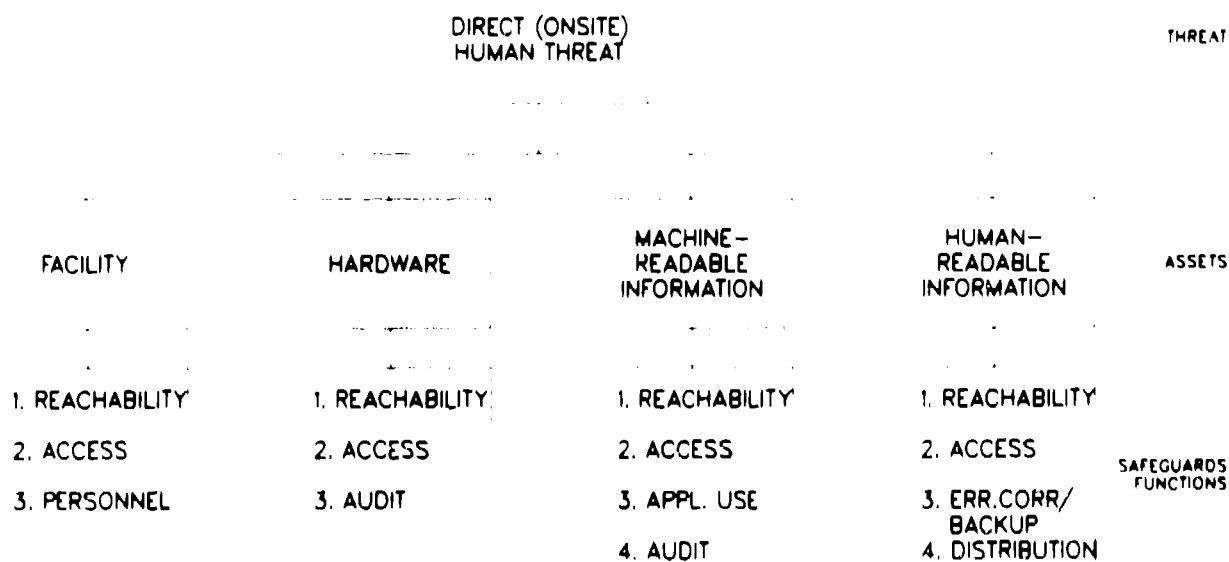 DIRECT (ONSITE)
HUMAN THREAT
THREAT
FACILITY
HARDWARE
MACHINE-
READABLE
INFORMATION
HUMAN-
READABLE
INFORMATION
ASSETS
1. REACHABILITY
2. ACCESS
3. PERSONNEL
1. REACHABILITY
2. ACCESS
3. AUDIT
1. REACHABILITY
2. ACCESS
3. APPL. USE
4. AUDIT
1. REACHABILITY
2. ACCESS
3. ERR.CORR/
BACKUP
4. DISTRIBUTION
SAFEGUARDS
FUNCTIONS